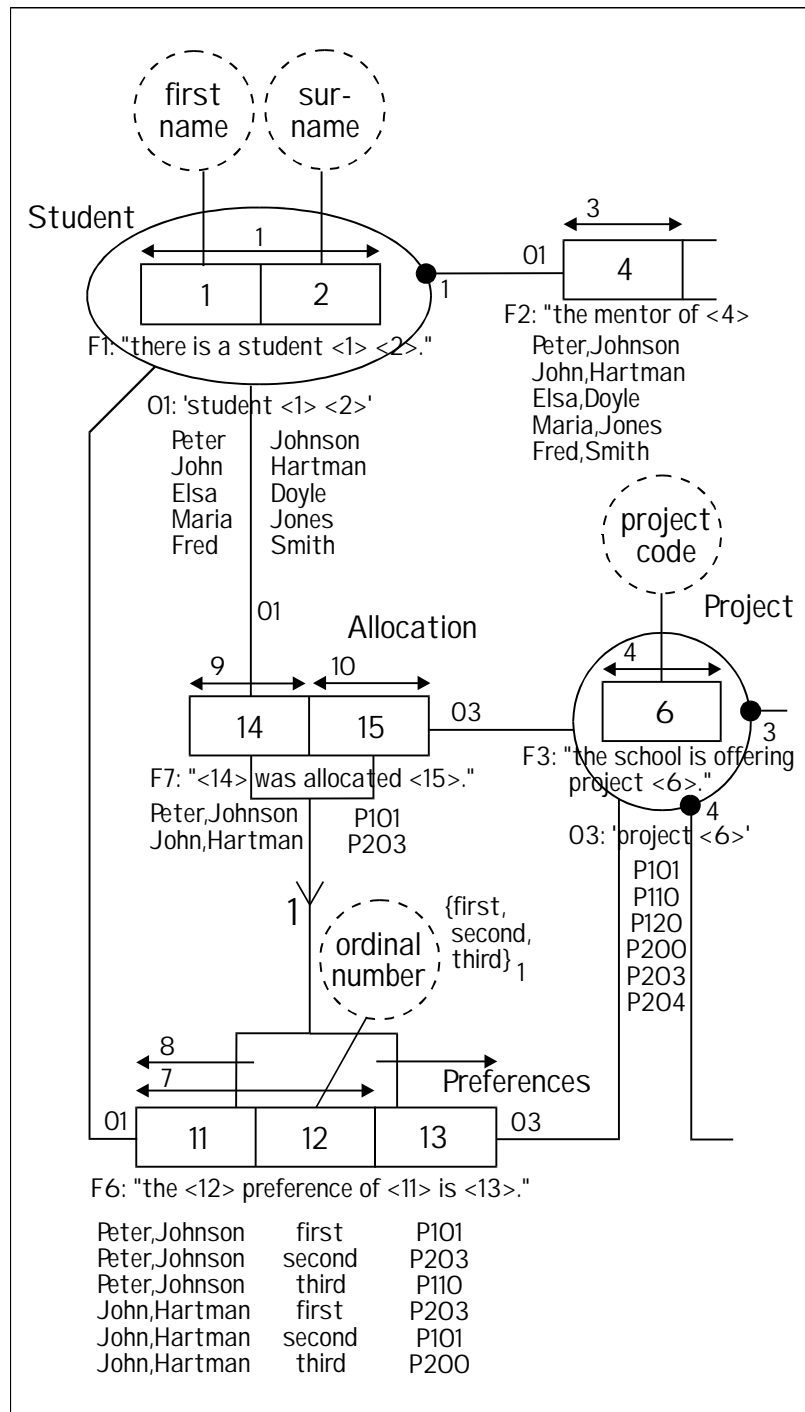 first
name
sur-
name
Student
1
1
2
1
O1
3
4
F1: "there is a student <1> <2>."
F2: "the mentor of <4>
O1: 'student <1> <2>'
Peter Johnson
John Hartman
Elsa Doyle
Maria Jones
Fred Smith
Peter,Johnson
John,Hartman
Elsa,Doyle
Maria,Jones
Fred,Smith
project
code
Project
O1
Allocation
9
10
14
15
O3
4
6
3
F7: "<14> was allocated <15>."
F3: "the school is offering
project <6>."
Peter,Johnson P101
John,Hartman P203
4
O3: 'project <6>'
P101
P110
P120
P200
P203
P204
1
ordinal
number
{first,
second,
third} 1
8
7
Preferences
O1
11
12
13
O3
F6: "the <12> preference of <11> is <13>."
Peter,Johnson first P101
Peter,Johnson second P203
Peter,Johnson third P110
John,Hartman first P203
John,Hartman second P101
John,Hartman third P200